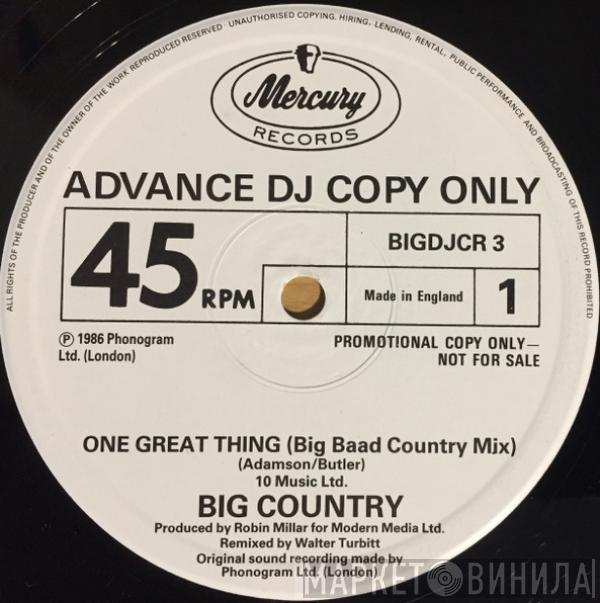 ALL RIGHTS OF THE PRODUCER AND OF THE OWNER OF THE WORK REPRODUCED RESERVED · UNAUTHORISED COPYING, HIRING, LENDING, RENTAL, PUBLIC PERFORMANCE AND BROADCASTING OF THIS RECORD PROHIBITED
Mercury
RECORDS
ADVANCE DJ COPY ONLY
45 RPM
BIGDJCR 3
Made in England
1
Ⓟ 1986 Phonogram
Ltd. (London)
PROMOTIONAL COPY ONLY—
NOT FOR SALE
ONE GREAT THING (Big Baad Country Mix)
(Adamson/Butler)
10 Music Ltd.
BIG COUNTRY
Produced by Robin Millar for Modern Media Ltd.
Remixed by Walter Turbitt
Original sound recording made by
Phonogram Ltd. (London)
МАРКЕТ ВИНИЛА